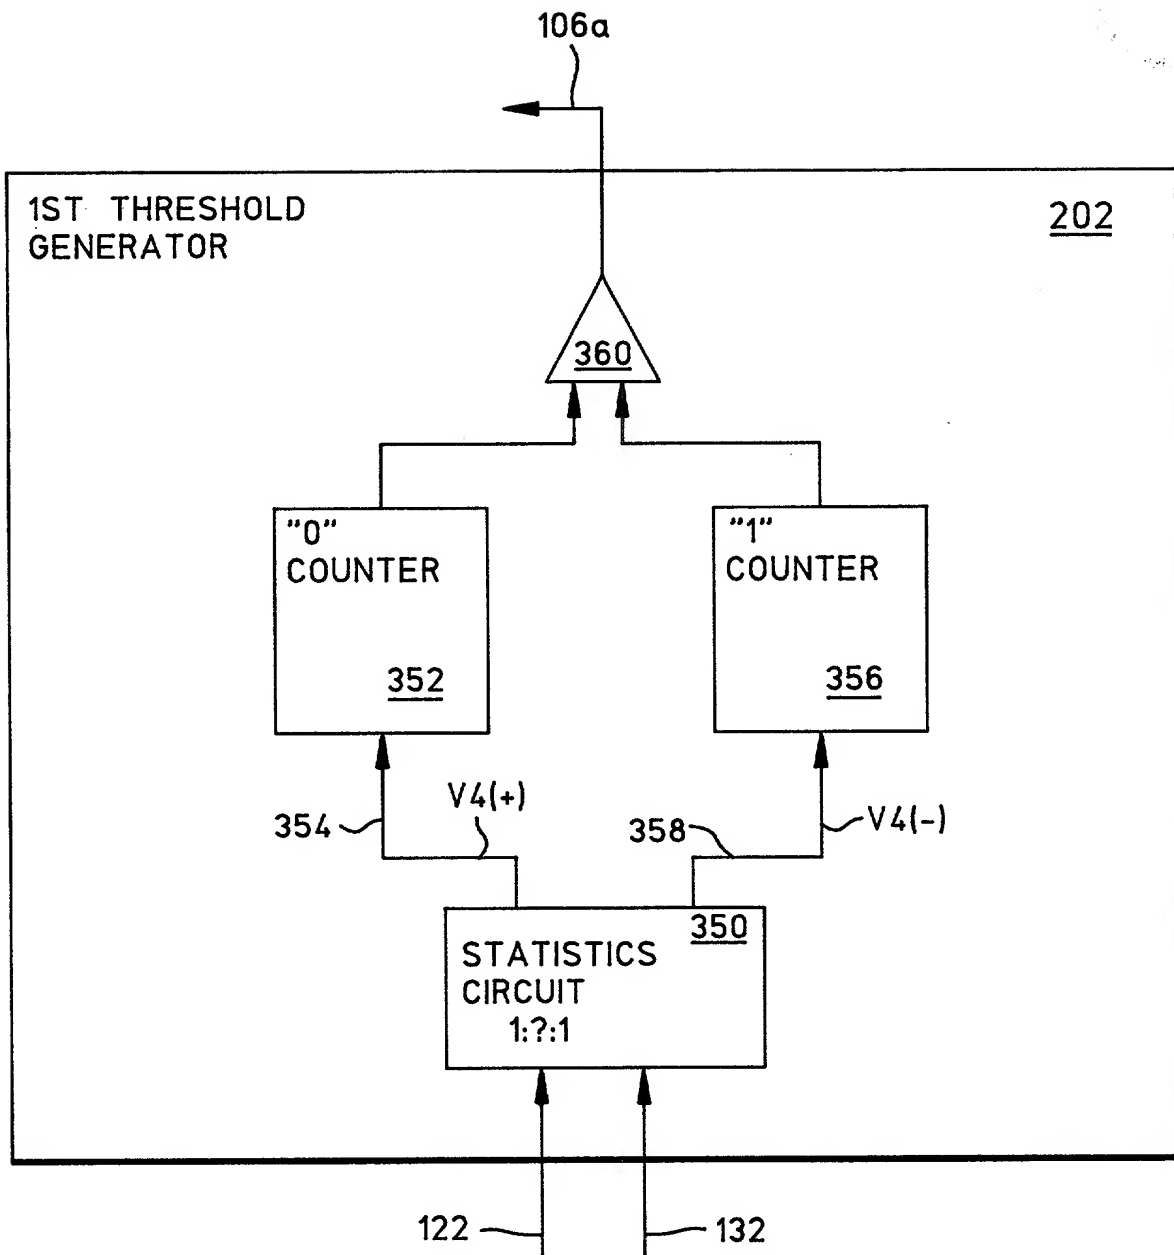 106a
1ST THRESHOLD
GENERATOR
202
360
"0"
COUNTER
352
"1"
COUNTER
356
354
V4(+)
358
V4(-)
350
STATISTICS
CIRCUIT
1:?:1
122
132